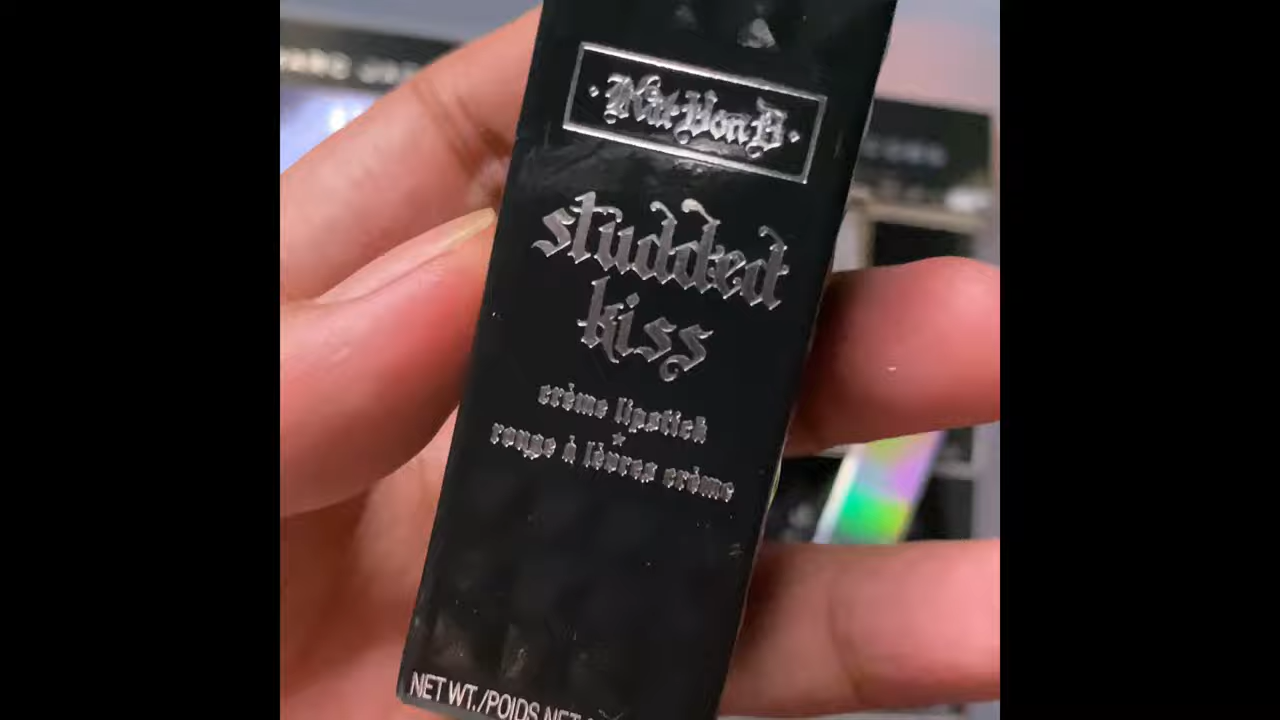 ·Kat Von D·
studded
kiss
crème lipstick
*
rouge à lèvres crème
NET WT./POIDS NET